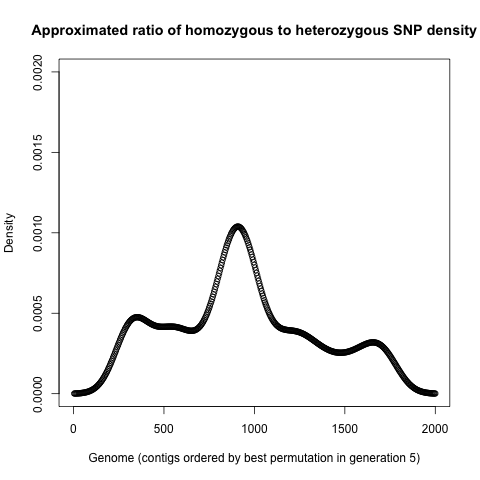 Approximated ratio of homozygous to heterozygous SNP density
0.0020
0.0015
0.0010
0.0005
0.0000
Density
0 500 1000 1500 2000
Genome (contigs ordered by best permutation in generation 5)